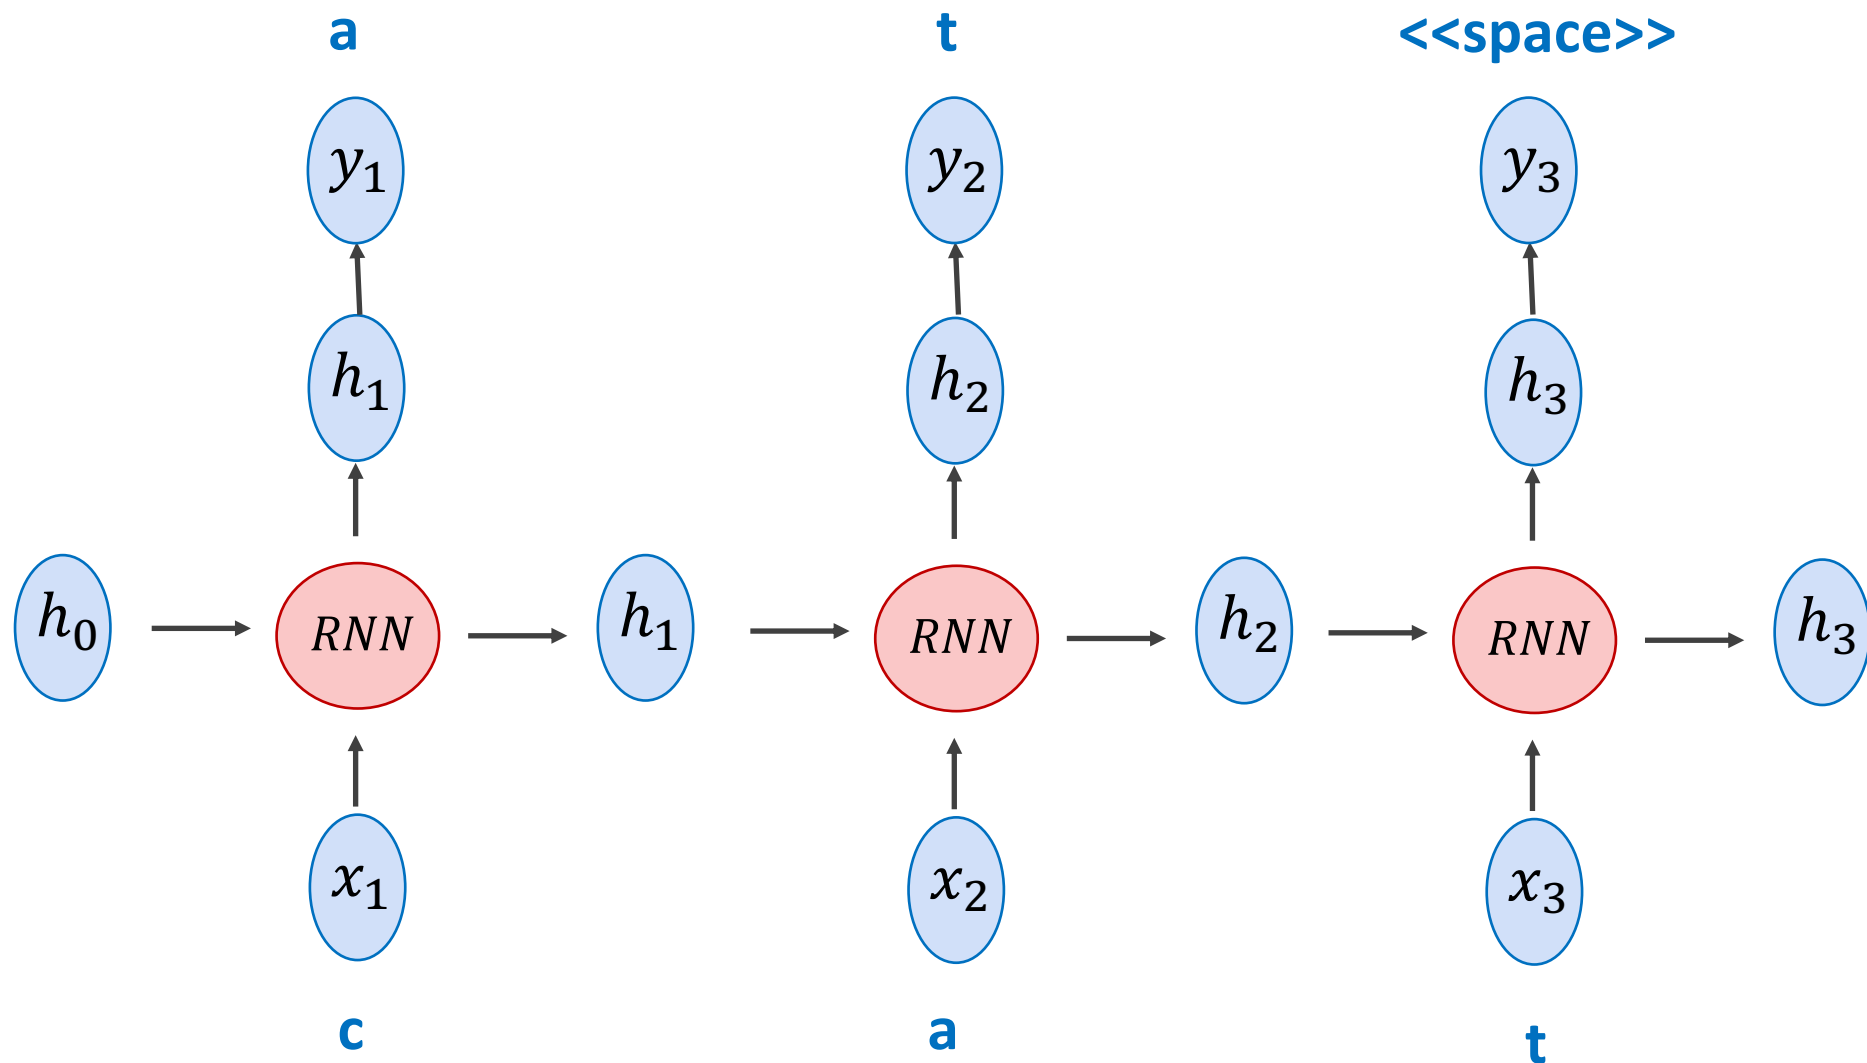 a t <<space>>
y₁ y₂ y₃
h₁ h₂ h₃
h₀ RNN h₁ RNN h₂ RNN h₃
x₁ x₂ x₃
c a t